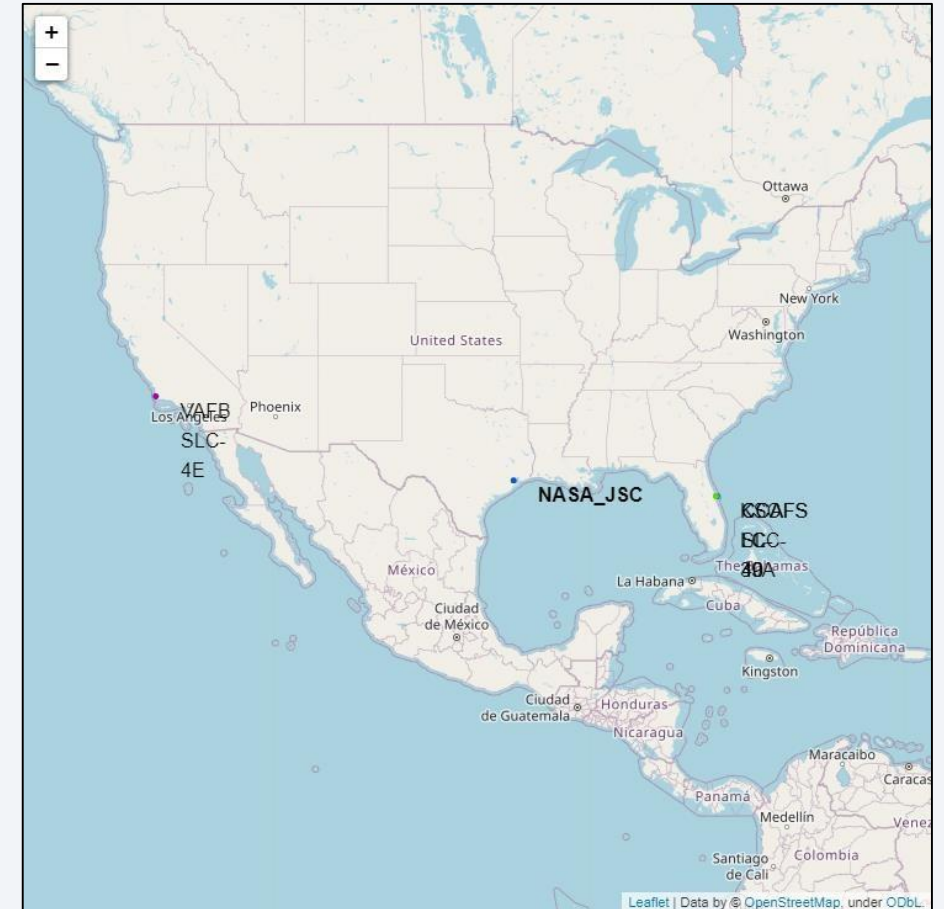 +
−
Ottawa
New York
Washington
United States
Phoenix
Los Angeles
VAFB
SLC-
4E
NASA_JSC
México
La Habana
Cuba
Ciudad
de México
República
Dominicana
Kingston
Ciudad
de Guatemala
Honduras
Nicaragua
Maracaibo
Caracas
Panamá
Medellín
Venez
Santiago
de Cali
Colombia
Leaflet | Data by © OpenStreetMap, under ODbL.